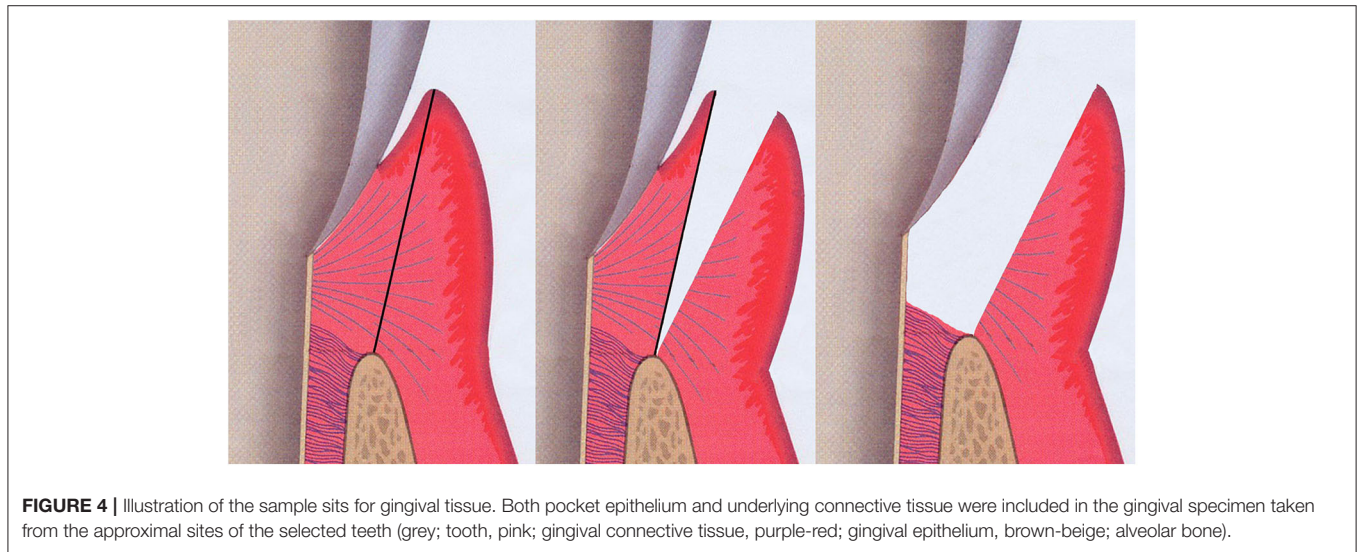 FIGURE 4 | Illustration of the sample sits for gingival tissue. Both pocket epithelium and underlying connective tissue were included in the gingival specimen taken
from the approximal sites of the selected teeth (grey; tooth, pink; gingival connective tissue, purple-red; gingival epithelium, brown-beige; alveolar bone).